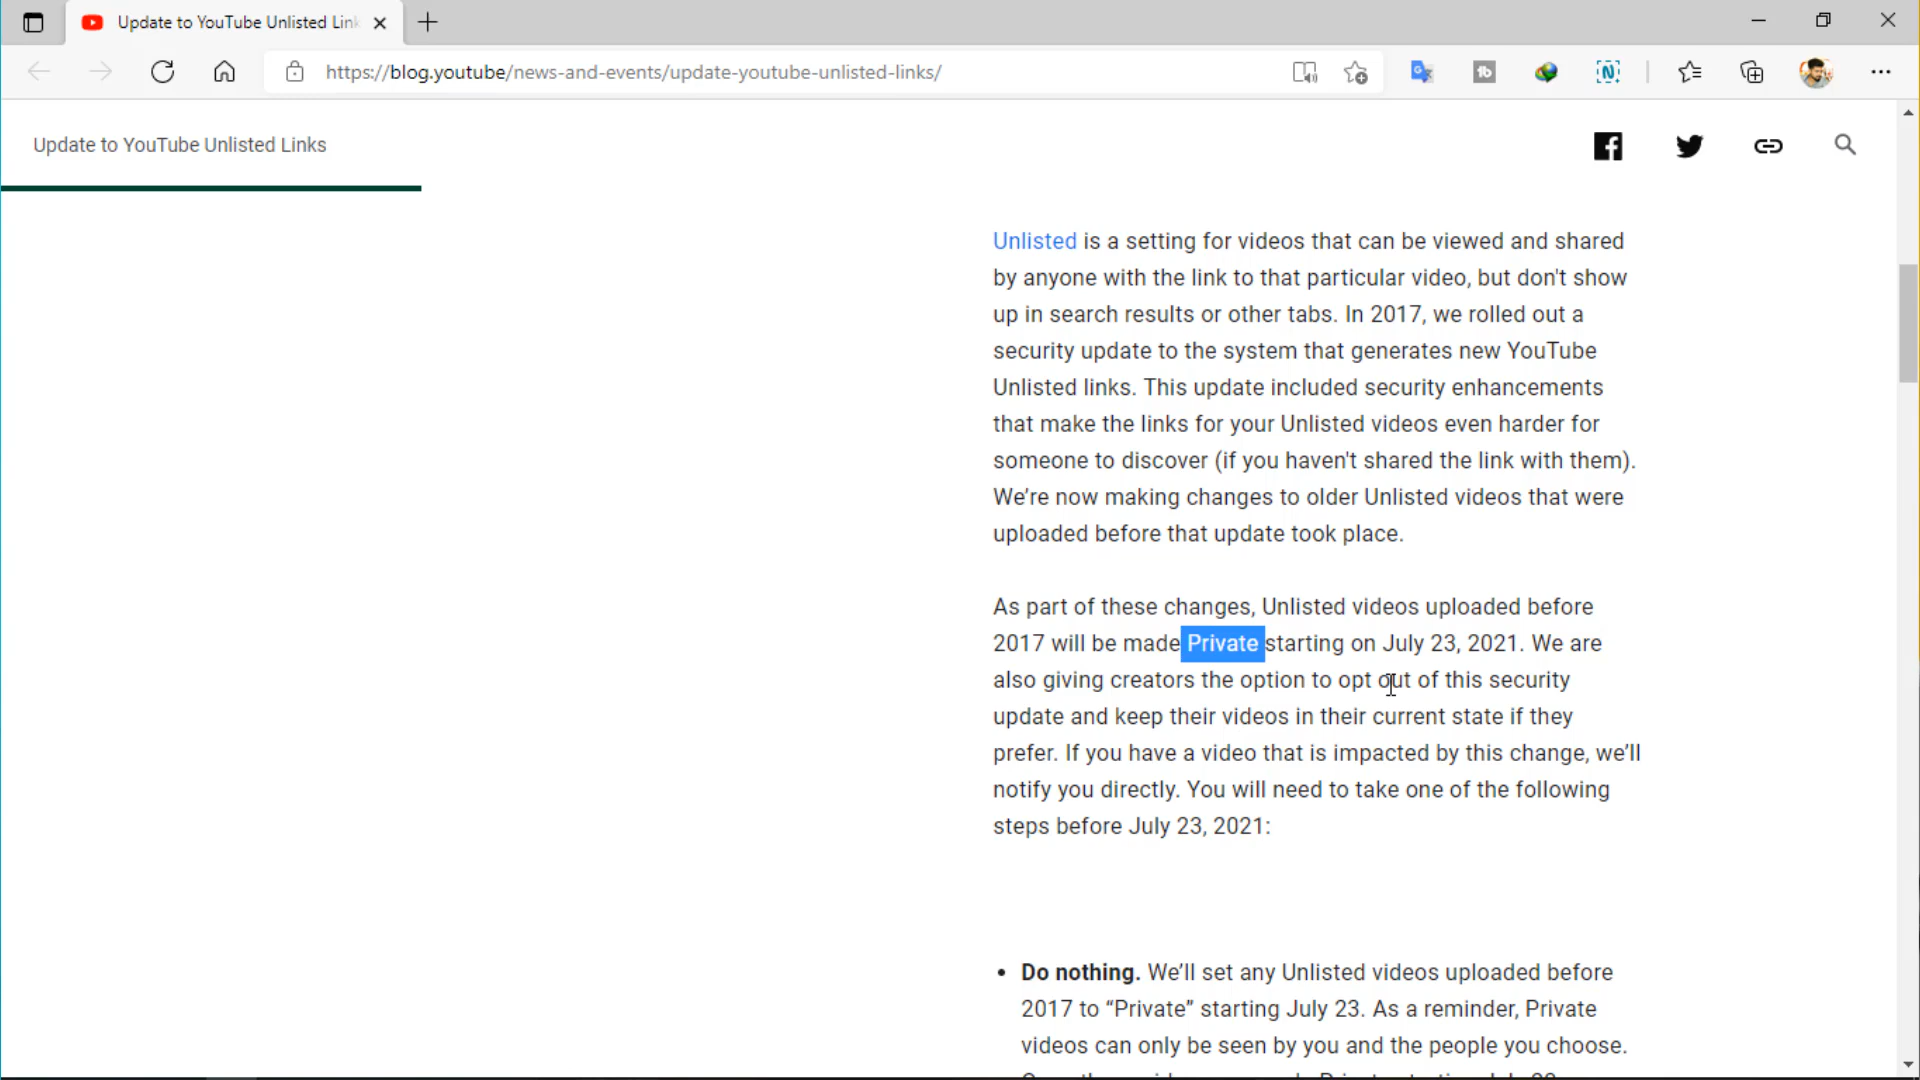 Update to YouTube Unlisted Link
https://blog.youtube/news-and-events/update-youtube-unlisted-links/
Update to YouTube Unlisted Links
Unlisted is a setting for videos that can be viewed and shared
by anyone with the link to that particular video, but don't show
up in search results or other tabs. In 2017, we rolled out a
security update to the system that generates new YouTube
Unlisted links. This update included security enhancements
that make the links for your Unlisted videos even harder for
someone to discover (if you haven't shared the link with them).
We’re now making changes to older Unlisted videos that were
uploaded before that update took place.
As part of these changes, Unlisted videos uploaded before
2017 will be made Private starting on July 23, 2021. We are
also giving creators the option to opt out of this security
update and keep their videos in their current state if they
prefer. If you have a video that is impacted by this change, we’ll
notify you directly. You will need to take one of the following
steps before July 23, 2021:
• Do nothing. We’ll set any Unlisted videos uploaded before
2017 to “Private” starting July 23. As a reminder, Private
videos can only be seen by you and the people you choose.